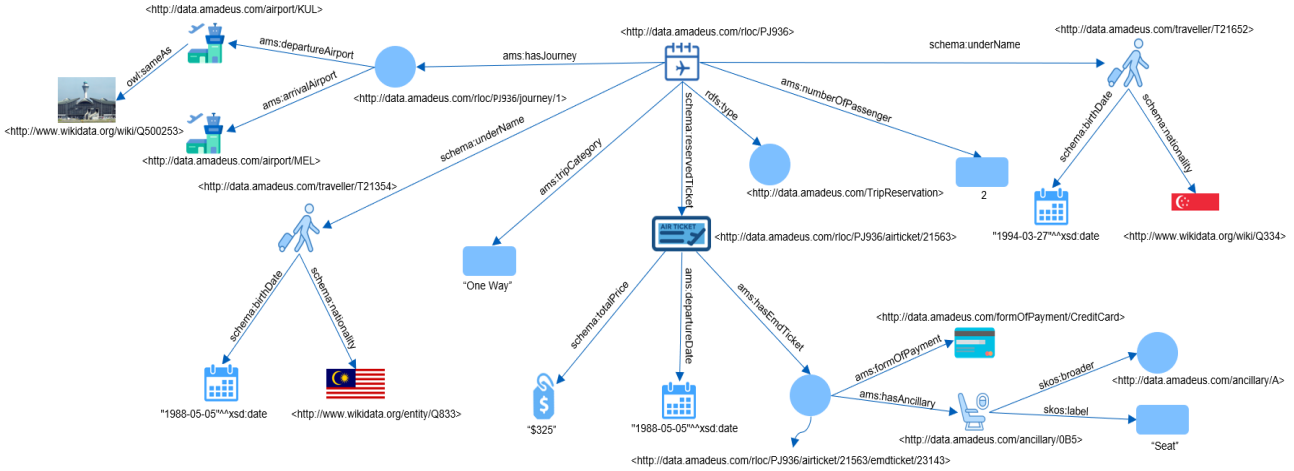 <http://data.amadeus.com/airport/KUL>
<http://data.amadeus.com/rloc/PJ936>
<http://data.amadeus.com/traveller/T21652>
schema:underName
ams:departureAirport
ams:hasJourney
owl:sameAs
ams:arrivalAirport
<http://data.amadeus.com/rloc/PJ936/journey/1>
rdfs:type
ams:numberOfPassenger
<http://www.wikidata.org/wiki/Q500253>
<http://data.amadeus.com/airport/MEL>
schema:underName
schema:reservedTicket
schema:birthDate
schema:nationality
<http://data.amadeus.com/traveller/T21354>
ams:tripCategory
<http://data.amadeus.com/TripReservation>
2
AIR TICKET
<http://data.amadeus.com/rloc/PJ936/airticket/21563>
"1994-03-27"^^xsd:date
<http://www.wikidata.org/wiki/Q334>
"One Way"
schema:birthDate
schema:nationality
schema:totalPrice
ams:departureDate
ams:hasEmdTicket
<http://data.amadeus.com/formOfPayment/CreditCard>
ams:formOfPayment
skos:broader
<http://data.amadeus.com/ancillary/A>
ams:hasAncillary
skos:label
$
"1988-05-05"^^xsd:date
<http://www.wikidata.org/entity/Q833>
"$325"
"1988-05-05"^^xsd:date
<http://data.amadeus.com/ancillary/0B5>
"Seat"
<http://data.amadeus.com/rloc/PJ936/airticket/21563/emdticket/23143>